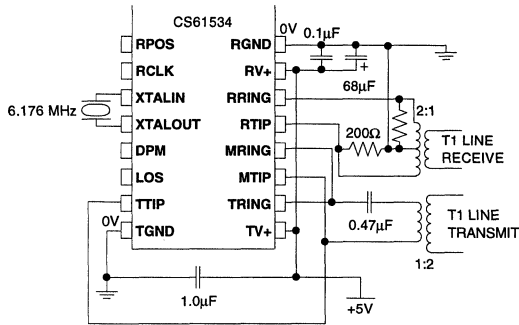 CS61534
0V
0.1μF
RPOS
RGND
RCLK
RV+
+
68μF
6.176 MHz
XTALIN
RRING
2:1
XTALOUT
RTIP
200Ω
T1 LINE
RECEIVE
DPM
MRING
LOS
MTIP
TTIP
TRING
0.47μF
T1 LINE
TRANSMIT
0V
TGND
TV+
1:2
1.0μF
+5V